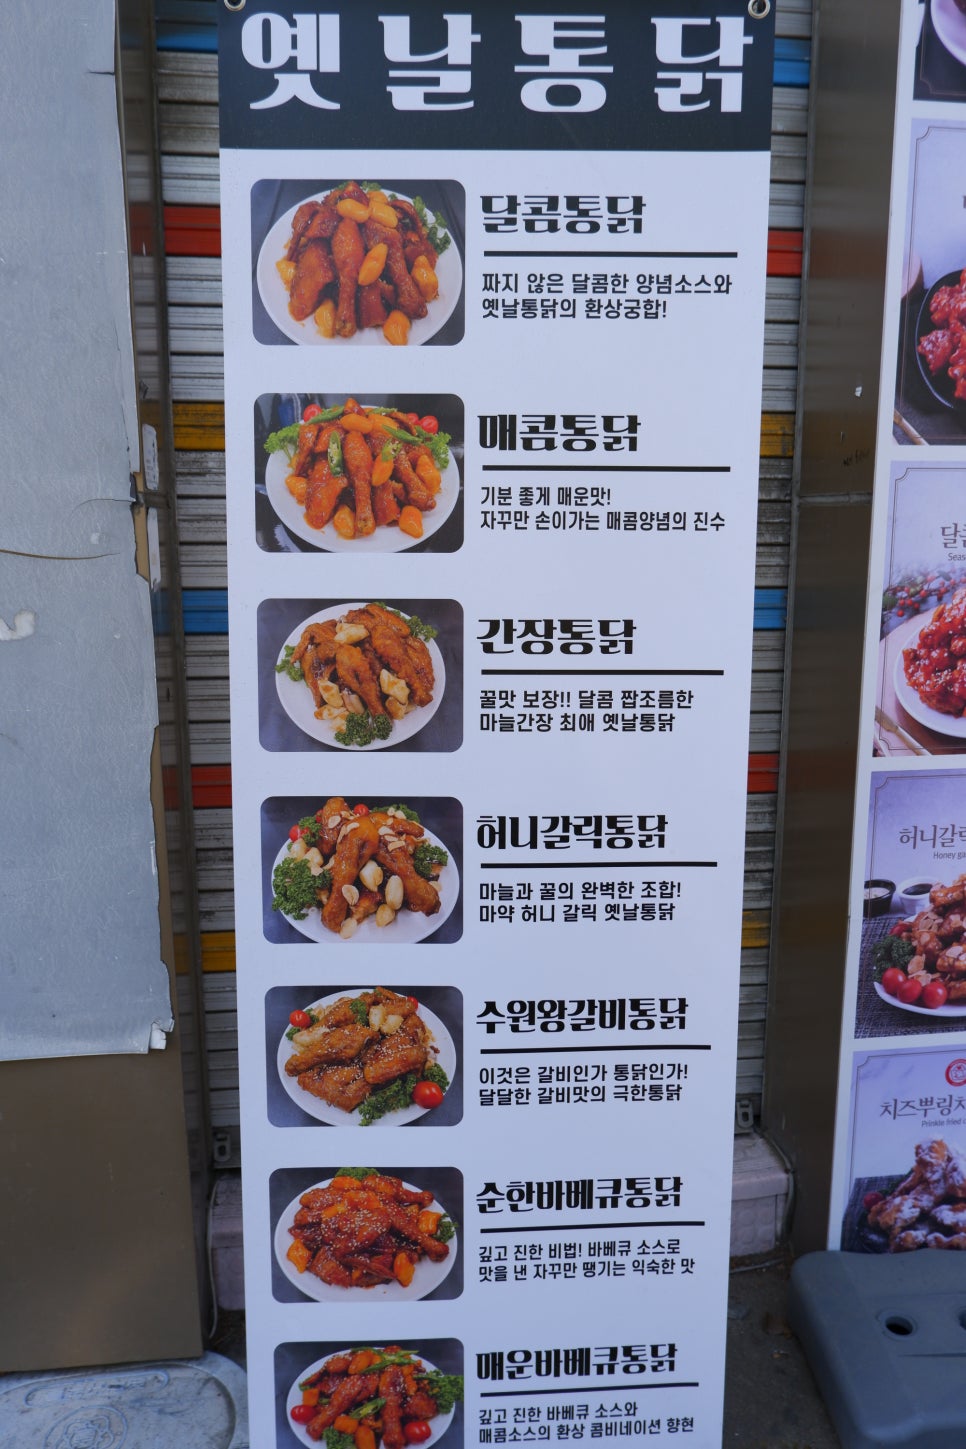 옛날통닭
달콤통닭
짜지 않은 달콤한 양념소스와
옛날통닭의 환상궁합!
매콤통닭
기분 좋게 매운맛!
자꾸만 손이가는 매콤양념의 진수
간장통닭
꿀맛 보장!! 달콤 짭조름한
마늘간장 최애 옛날통닭
허니갈릭통닭
마늘과 꿀의 완벽한 조합!
마약 허니 갈릭 옛날통닭
수원왕갈비통닭
이것은 갈비인가 통닭인가!
달달한 갈비맛의 극한통닭
순한바베큐통닭
깊고 진한 비법! 바베큐 소스로
맛을 낸 자꾸만 땡기는 익숙한 맛
매운바베큐통닭
깊고 진한 바베큐 소스와
매콤소스의 환상 콤비네이션 향현
허니갈릭
Honey ga
치즈뿌링치
Prinkle fried